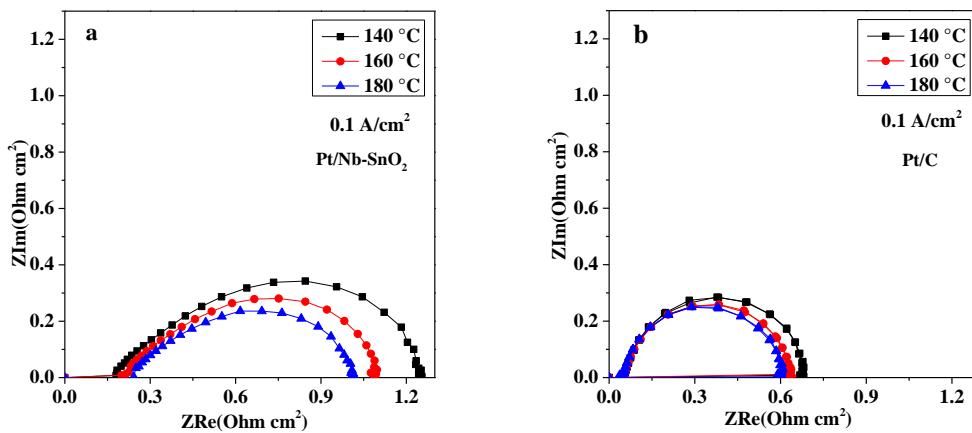 a
140 °C
160 °C
180 °C
0.1 A/cm²
Pt/Nb-SnO₂
ZIm(Ohm cm²)
1.2
1.0
0.8
0.6
0.4
0.2
0.0
0.0 0.3 0.6 0.9 1.2
ZRe(Ohm cm²)
b
140 °C
160 °C
180 °C
0.1 A/cm²
Pt/C
ZIm(Ohm cm²)
1.2
1.0
0.8
0.6
0.4
0.2
0.0
0.0 0.3 0.6 0.9 1.2
ZRe(Ohm cm²)